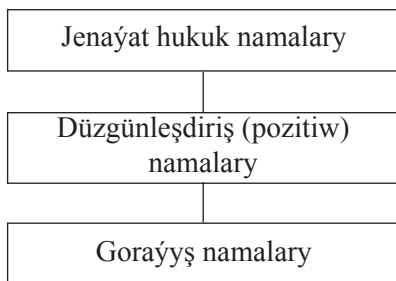 Jenaýat hukuk namalary
Düzgünleşdiriş (pozitiw)
namalary
Goraýyş namalary